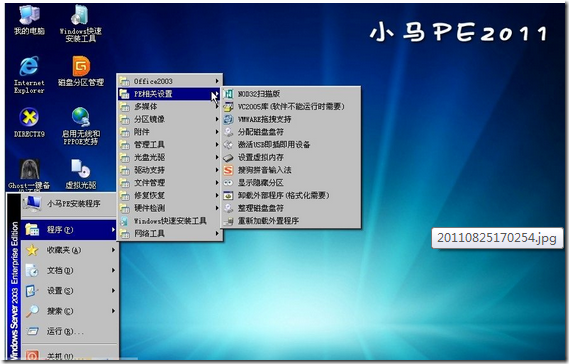 小马PE2011
我的电脑
Windows快速
安装工具
Internet
Explorer
磁盘分区管理
DIRECTX9
启用无线和
PPPOE支持
Ghost一键备
虚拟光驱
小马PE安装程序
程序(P)
收藏夹(A)
文档(D)
设置(S)
搜索(C)
运行(R)...
关机(U)
Windows Server 2003 Enterprise Edition
Office2003
PE相关设置
多媒体
分区镜像
附件
管理工具
光盘光驱
驱动支持
文件管理
修复恢复
硬件检测
Windows快速安装工具
网络工具
NOD32扫描版
VC2005库(软件不能运行时需要)
VMWARE拖拽支持
分配磁盘盘符
激活USB即插即用设备
设置虚拟内存
搜狗拼音输入法
显示隐藏分区
卸载外部程序(格式化需要)
整理磁盘盘符
重新加载外置程序
20110825170254.jpg